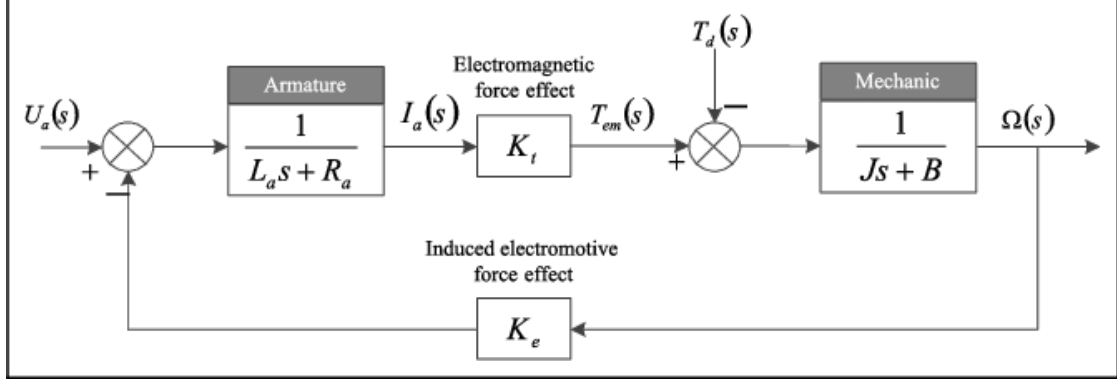 T_d(s)
Electromagnetic
force effect
Armature
Mechanic
U_a(s)
I_a(s)
T_em(s)
Ω(s)
1
L_a s + R_a
K_t
1
Js + B
+
−
+
−
Induced electromotive
force effect
K_e